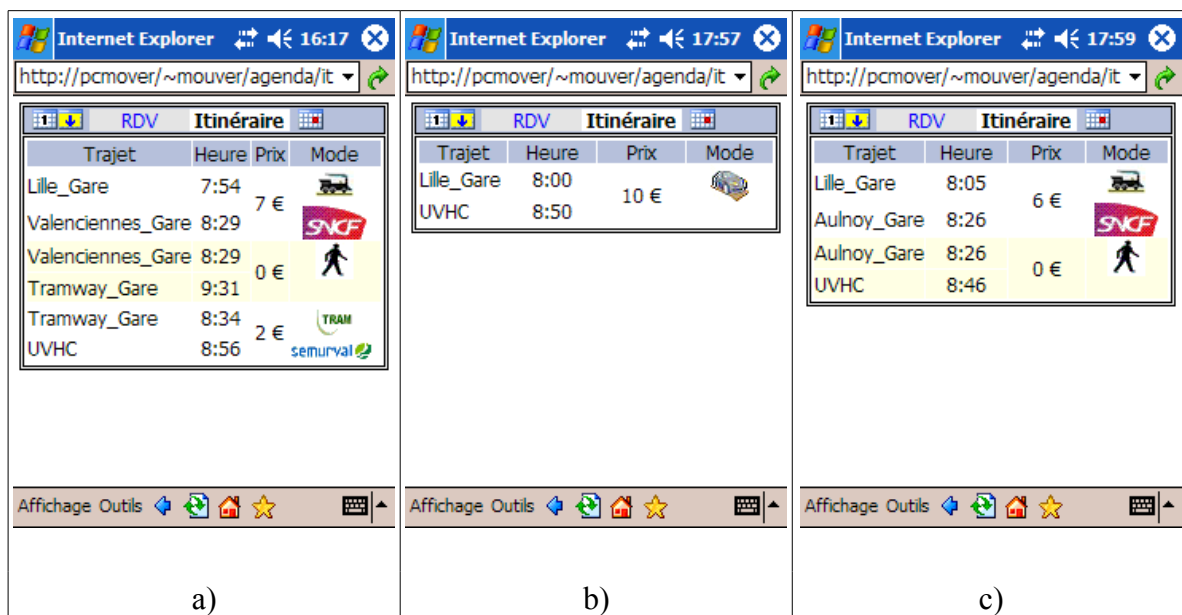 Internet Explorer 16:17
http://pcmover/~mouver/agenda/it
1 RDV Itinéraire
Trajet Heure Prix Mode
Lille_Gare 7:54
7 €
Valenciennes_Gare 8:29 SNCF
Valenciennes_Gare 8:29
0 €
Tramway_Gare 9:31
Tramway_Gare 8:34 TRAM
2 €
UVHC 8:56 semurval
Affichage Outils
a)
Internet Explorer 17:57
http://pcmover/~mouver/agenda/it
1 RDV Itinéraire
Trajet Heure Prix Mode
Lille_Gare 8:00
10 €
UVHC 8:50
Affichage Outils
b)
Internet Explorer 17:59
http://pcmover/~mouver/agenda/it
1 RDV Itinéraire
Trajet Heure Prix Mode
Lille_Gare 8:05
6 €
Aulnoy_Gare 8:26 SNCF
Aulnoy_Gare 8:26
0 €
UVHC 8:46
Affichage Outils
c)